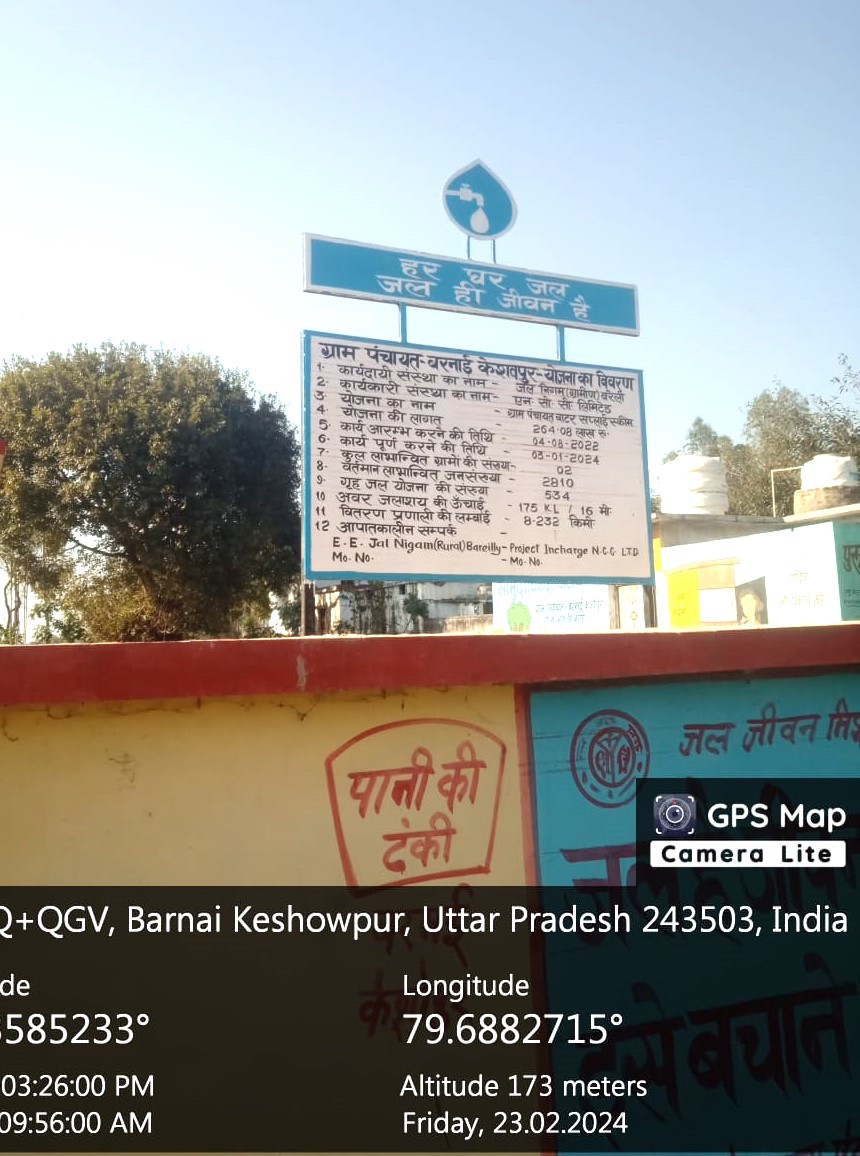 हर घर जल
जल ही जीवन है
ग्राम पंचायत-बरनाई केशवपुर-योजना का विवरण
1. कार्यदायी संस्था का नाम - जल निगम (ग्रामीण) बरेली
2. कार्यकारी संस्था का नाम - एन सी सी लिमिटेड
3. योजना का नाम - ग्राम पंचायत वाटर सप्लाई स्कीम
4. योजना की लागत - 264.08 लाख रु.
5. कार्य आरम्भ करने की तिथि - 04-08-2022
6. कार्य पूर्ण करने की तिथि - 03-01-2024
7. कुल लाभान्वित ग्रामों की संख्या - 02
8. वर्तमान लाभान्वित जनसंख्या - 2810
9. गृह जल योजना की संख्या - 534
10 अवर जलाशय की ऊँचाई - 175 KL / 16 मी
11 वितरण प्रणाली की लम्बाई - 8.232 किमी
12 आपातकालीन सम्पर्क -
E.E. Jal Nigam (Rural) Bareilly - Project Incharge N.C.C. LTD
Mo. No. - Mo. No.
पानी की
टंकी
बरनाई
जल जीवन मिश
इसे बचाने
GPS Map
Camera Lite
Q+QGV, Barnai Keshowpur, Uttar Pradesh 243503, India
de Longitude
585233° 79.6882715°
03:26:00 PM Altitude 173 meters
09:56:00 AM Friday, 23.02.2024